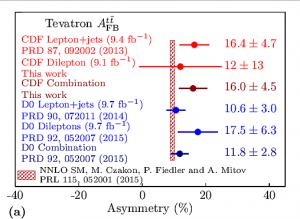 Tevatron A_FB^{tt̄}
CDF Lepton+jets (9.4 fb⁻¹)
PRD 87, 092002 (2013)
16.4 ± 4.7
CDF Dilepton (9.1 fb⁻¹)
This work
12 ± 13
CDF Combination
This work
16.0 ± 4.5
D0 Lepton+jets (9.7 fb⁻¹)
PRD 90, 072011 (2014)
10.6 ± 3.0
D0 Dileptons (9.7 fb⁻¹)
PRD 92, 052007 (2015)
17.5 ± 6.3
D0 Combination
PRD 92, 052007 (2015)
11.8 ± 2.8
NNLO SM, M. Czakon, P. Fiedler and A. Mitov
PRL 115, 052001 (2015)
-40 -20 0 20 40
(a) Asymmetry (%)